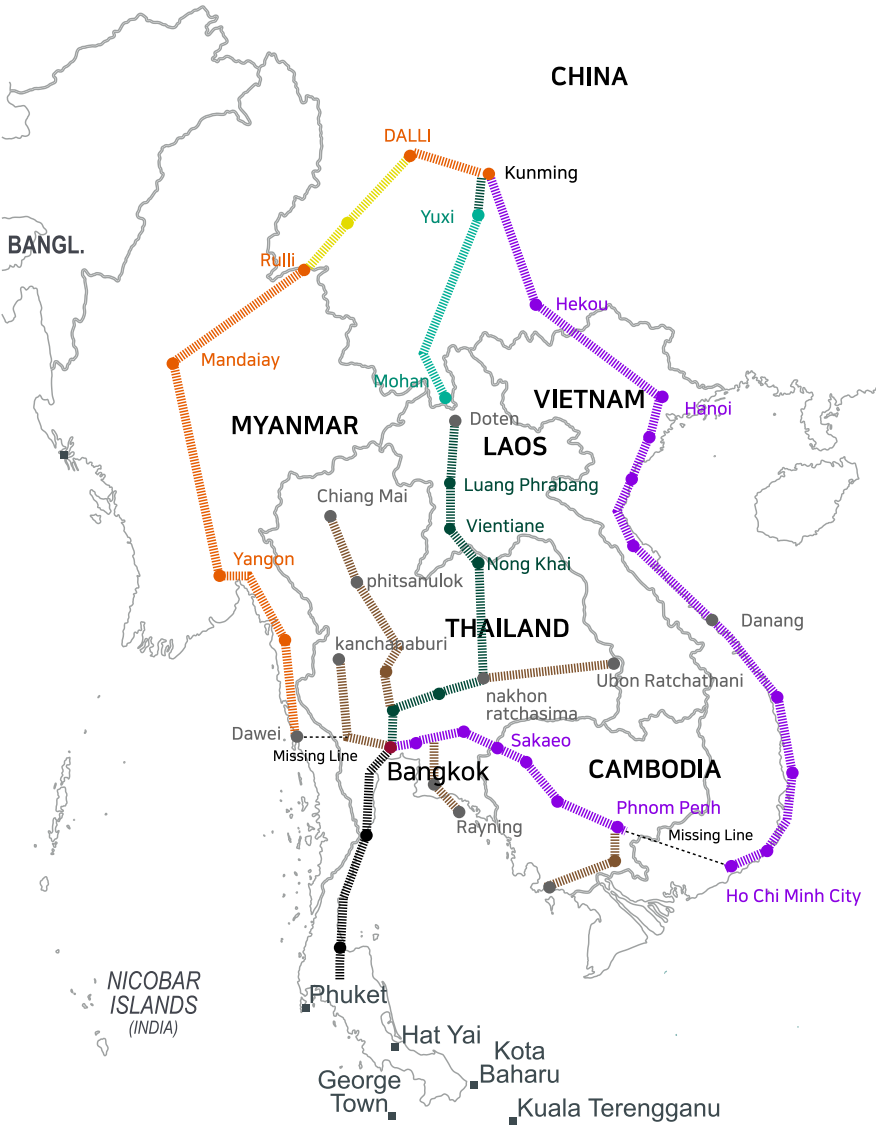 CHINA
DALLI
Kunming
Yuxi
BANGL.
Rulli
Hekou
Mandaiay
Mohan
VIETNAM
Hanoi
MYANMAR
Doten
LAOS
Luang Phrabang
Chiang Mai
Vientiane
Yangon
Nong Khai
phitsanulok
THAILAND
Danang
kanchanaburi
Ubon Ratchathani
nakhon
ratchasima
Dawei
Missing Line
Sakaeo
Bangkok
CAMBODIA
Phnom Penh
Rayning
Missing Line
Ho Chi Minh City
NICOBAR
ISLANDS
(INDIA)
Phuket
Hat Yai
Kota
Baharu
George
Town
Kuala Terengganu